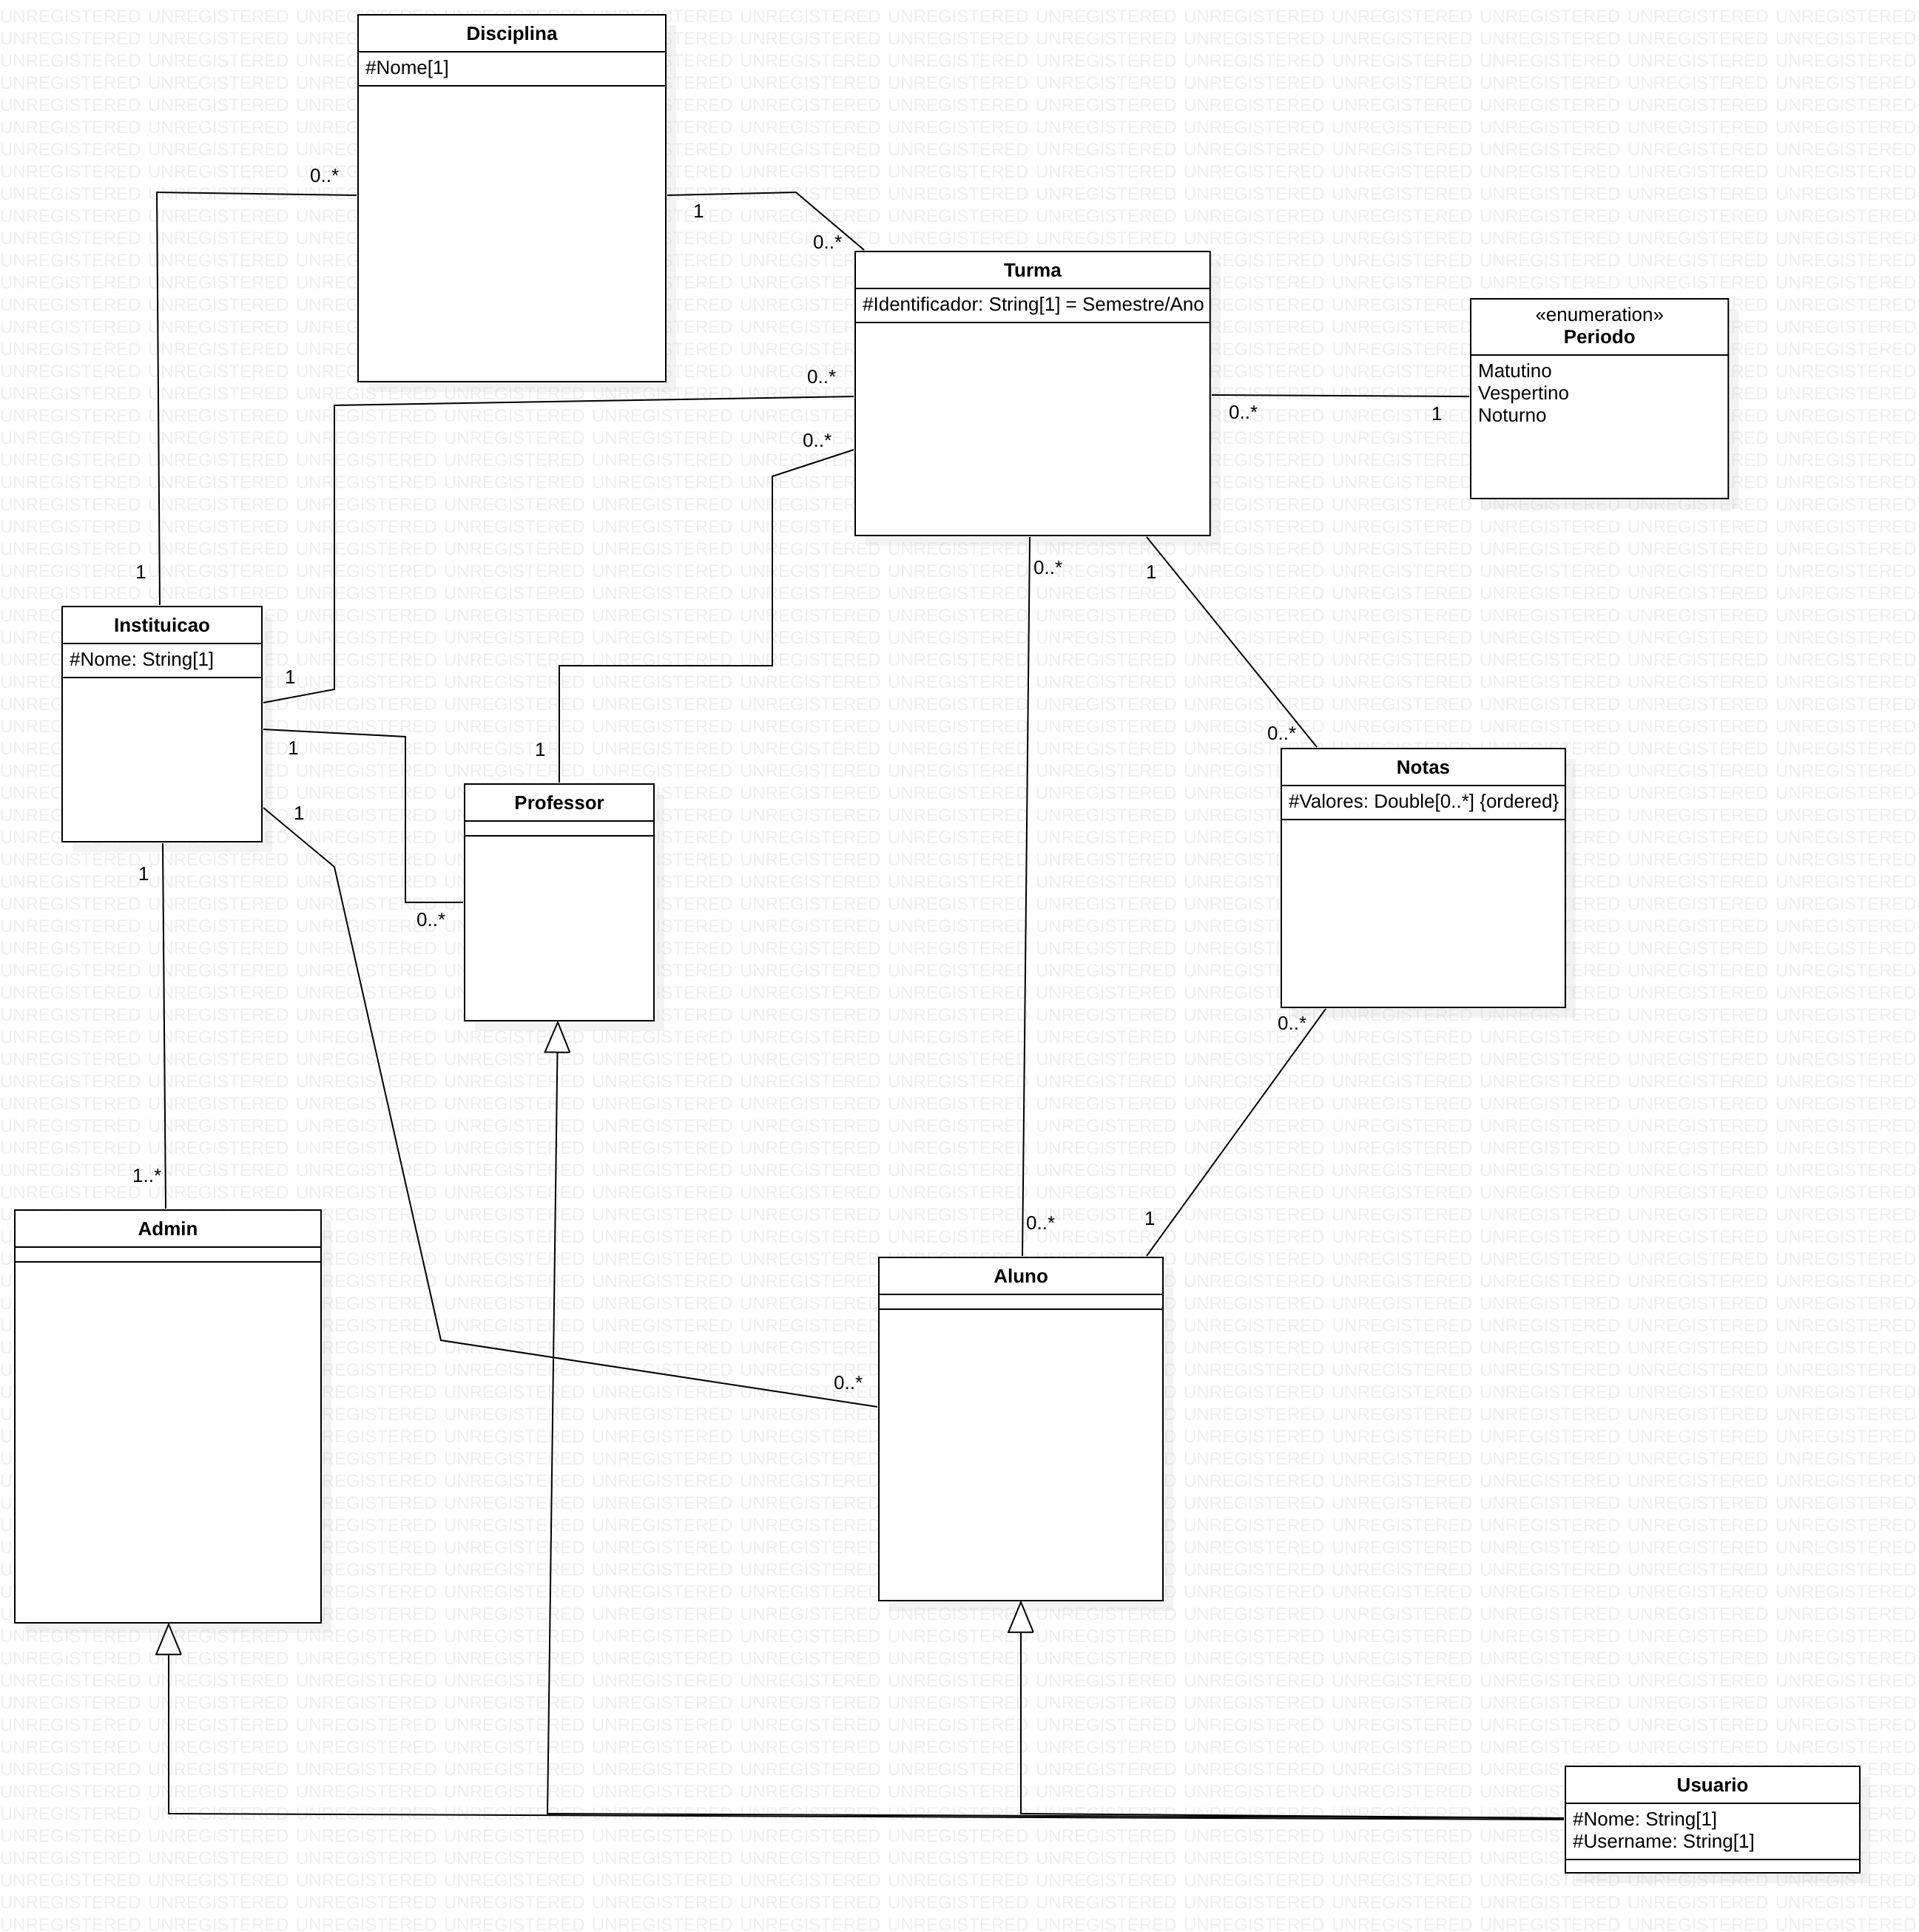 Disciplina
#Nome[1]
0..*
1
0..*
Turma
#Identificador: String[1] = Semestre/Ano
«enumeration»
Periodo
Matutino
Vespertino
Noturno
0..*
0..*
1
0..*
0..*
1
1
Instituicao
#Nome: String[1]
1
1
1
1
0..*
1
Professor
0..*
Notas
#Valores: Double[0..*] {ordered}
0..*
1..*
Admin
0..*
1
Aluno
0..*
Usuario
#Nome: String[1]
#Username: String[1]
UNREGISTERED